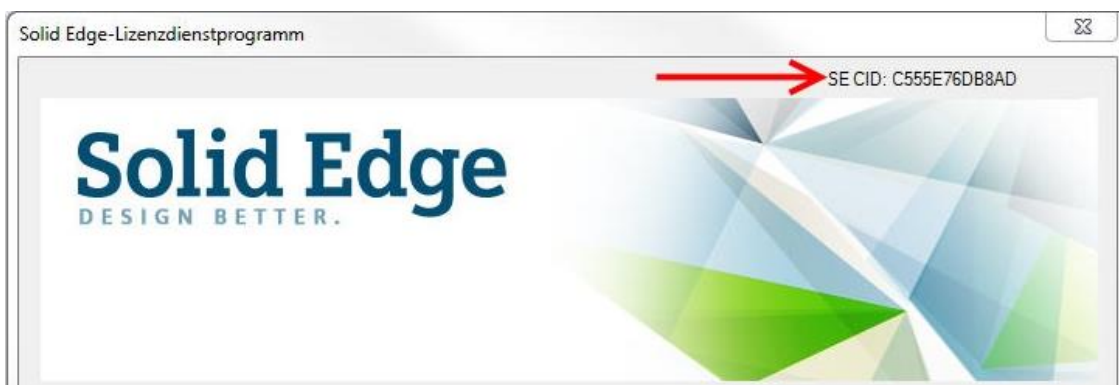 Solid Edge-Lizenzdienstprogramm
SE CID: C555E76DB8AD
Solid Edge
DESIGN BETTER.